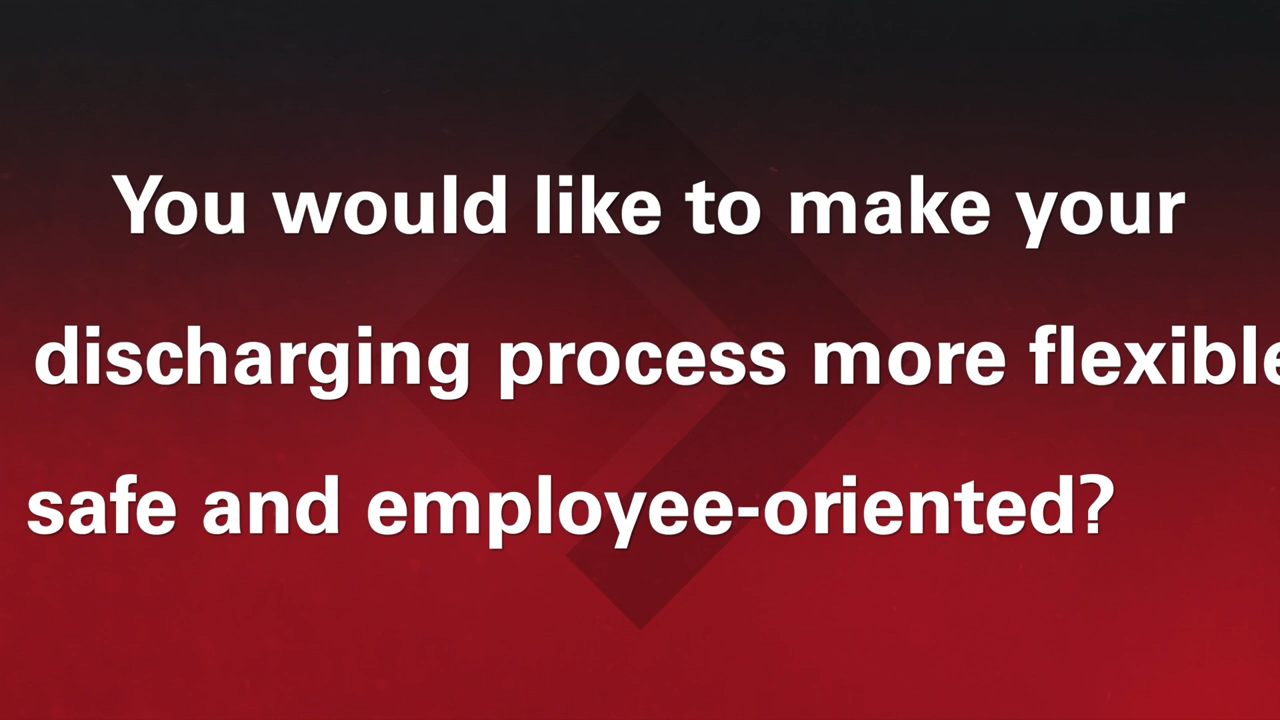 You would like to make your
discharging process more flexible
safe and employee-oriented?